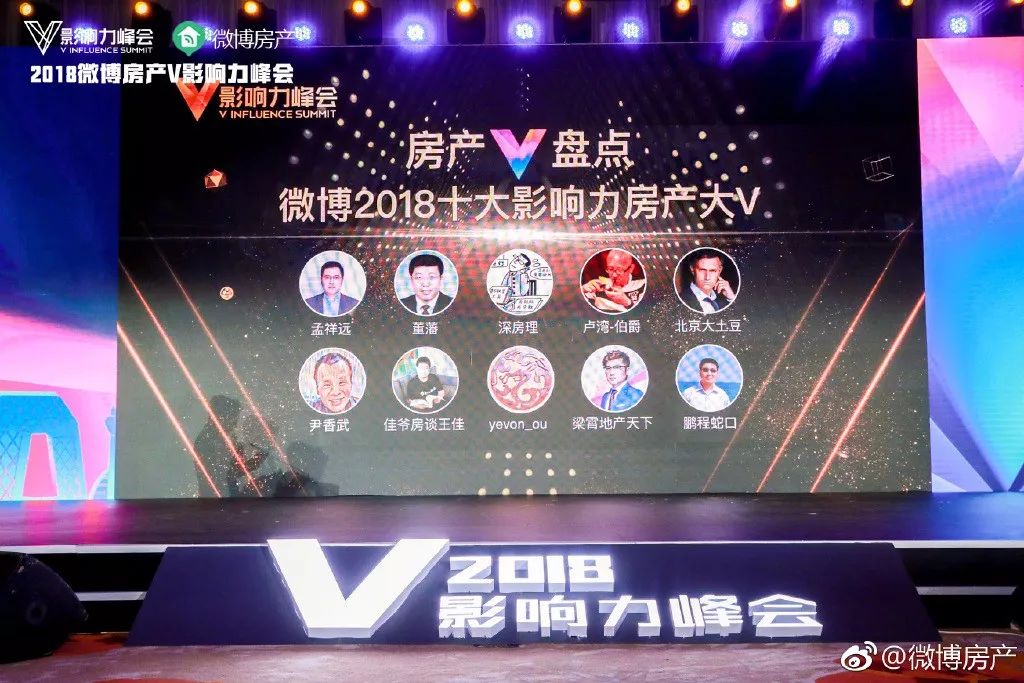 影响力峰会
V INFLUENCE SUMMIT
微博房产
2018微博房产V影响力峰会
影响力峰会
V INFLUENCE SUMMIT
房产V盘点
微博2018十大影响力房产大V
孟祥远 董藩 深房理 卢湾-伯爵 北京大土豆
尹香武 佳爷房谈王佳 yevon_ou 梁霄地产天下 鹏程蛇口
V 2018
影响力峰会
@微博房产